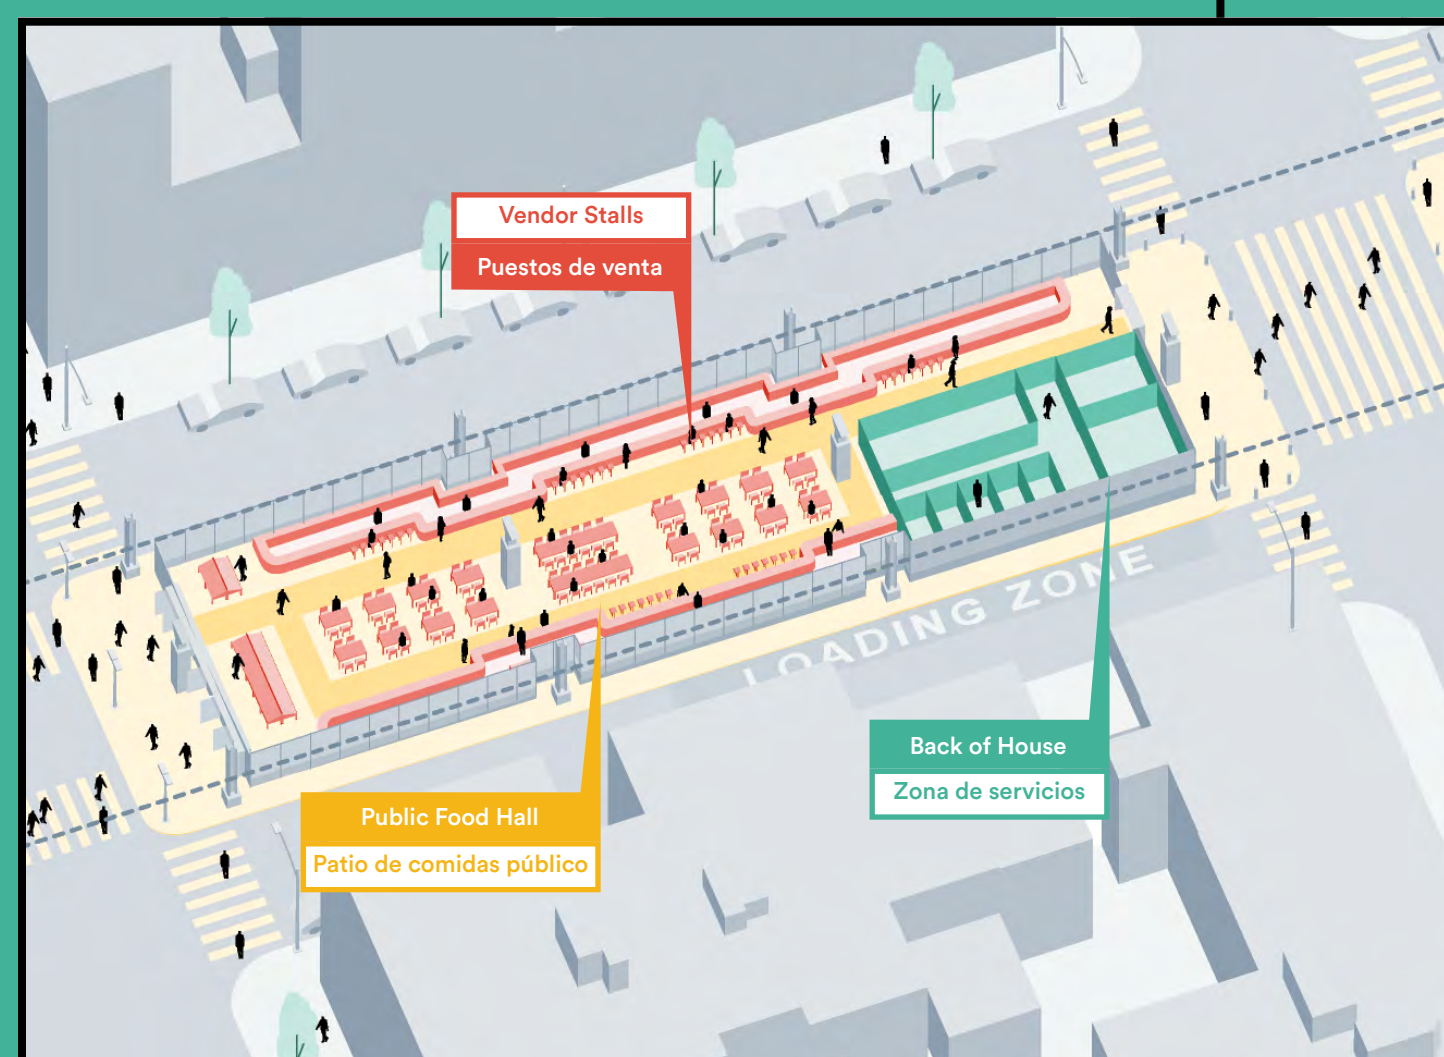 Vendor Stalls
Puestos de venta
LOADING ZONE
Back of House
Zona de servicios
Public Food Hall
Patio de comidas público